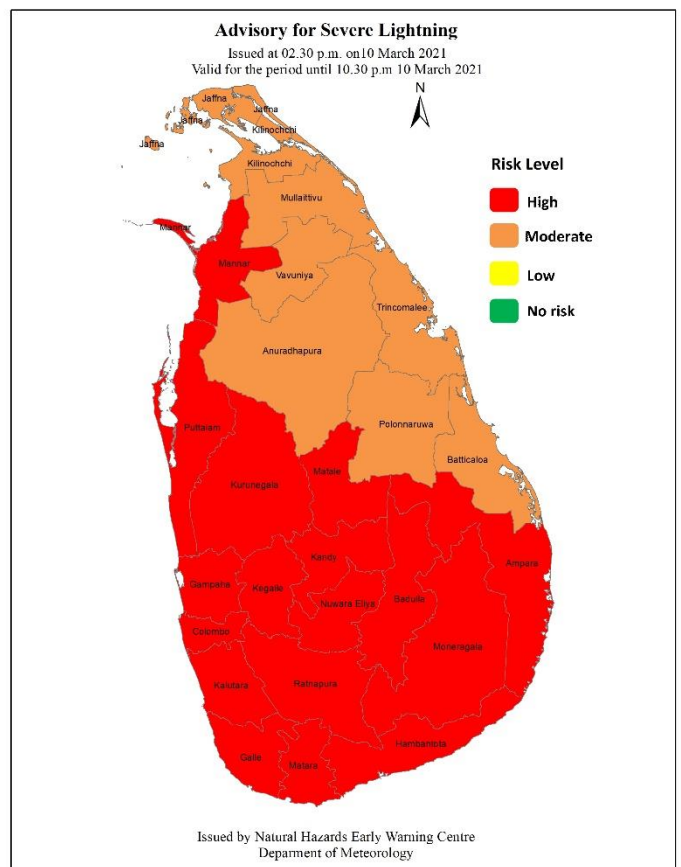 Advisory for Severe Lightning
Issued at 02.30 p.m. on10 March 2021
Valid for the period until 10.30 p.m 10 March 2021
N
Jaffna
Jaffna
Jaffna
Kilinochchi
Jaffna
Kilinochchi
Risk Level
High
Moderate
Low
No risk
Mullaittivu
Mannar
Mannar
Vavuniya
Trincomalee
Anuradhapura
Polonnaruwa
Puttalam
Batticaloa
Matale
Kurunegala
Kandy
Ampara
Gampaha
Kegalle
Nuwara Eliya
Badulla
Colombo
Moneragala
Kalutara
Ratnapura
Hambantota
Galle
Matara
Issued by Natural Hazards Early Warning Centre
Deparment of Meteorology